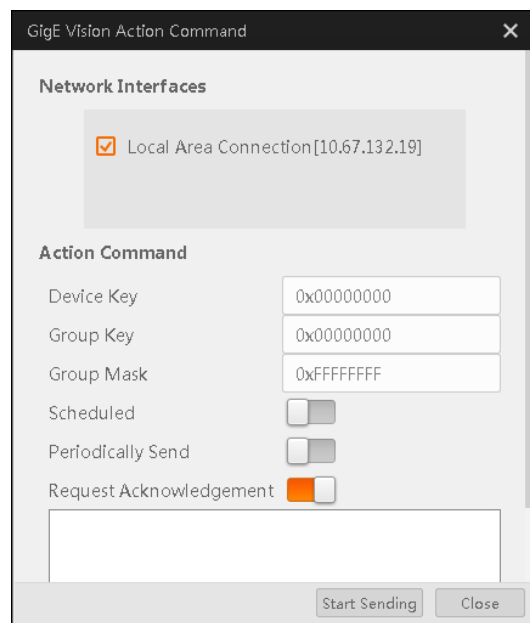 GigE Vision Action Command
Network Interfaces
Local Area Connection[10.67.132.19]
Action Command
Device Key 0x00000000
Group Key 0x00000000
Group Mask 0xFFFFFFFF
Scheduled
Periodically Send
Request Acknowledgement
Start Sending Close